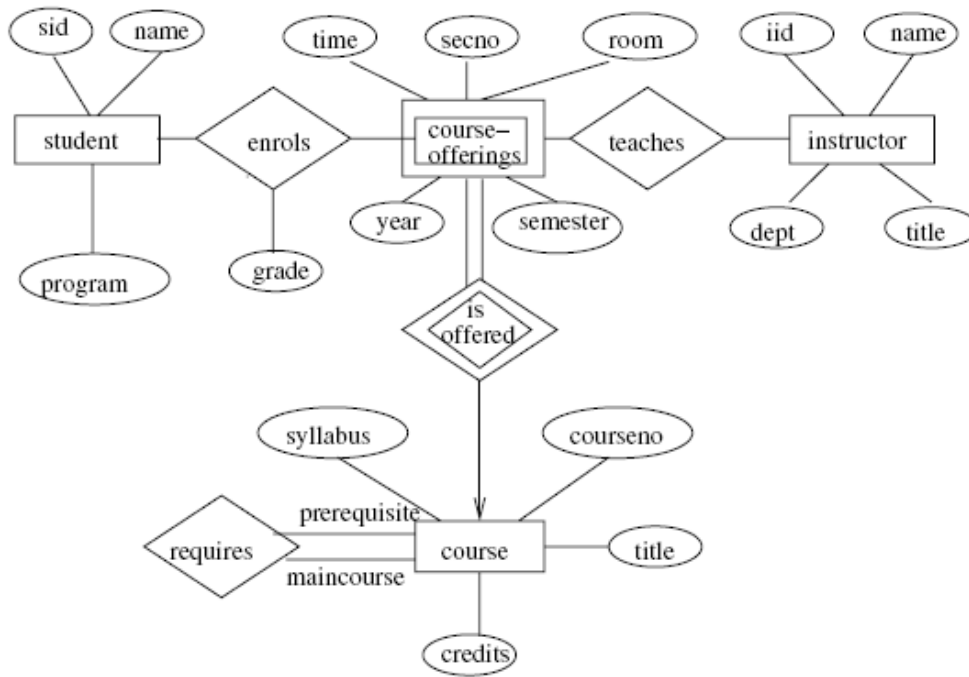 sid
name
time
secno
room
iid
name
student
enrols
course–
offerings
teaches
instructor
program
grade
year
semester
dept
title
is
offered
syllabus
courseno
prerequisite
requires
maincourse
course
title
credits